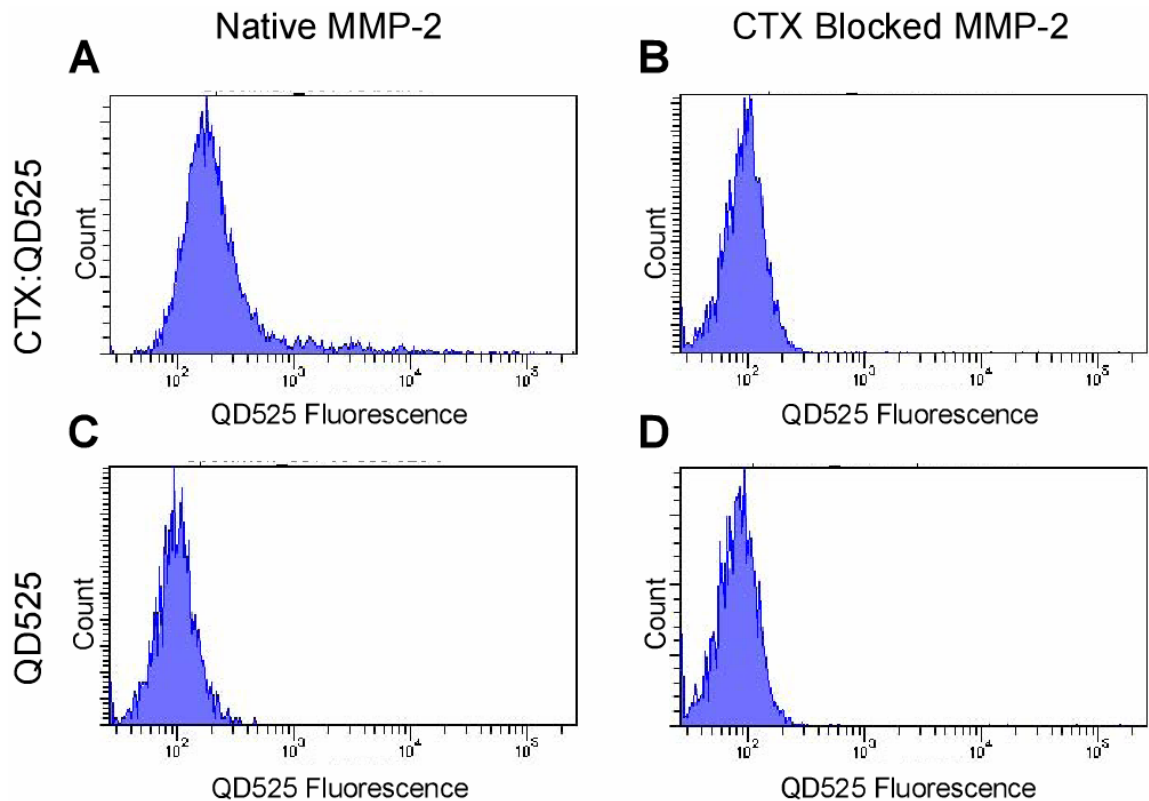 Native MMP-2
CTX Blocked MMP-2
A
B
CTX:QD525
Count
Count
10² 10³ 10⁴ 10⁵
10² 10³ 10⁴ 10⁵
QD525 Fluorescence
QD525 Fluorescence
C
D
QD525
Count
Count
10² 10³ 10⁴ 10⁵
10² 10³ 10⁴ 10⁵
QD525 Fluorescence
QD525 Fluorescence